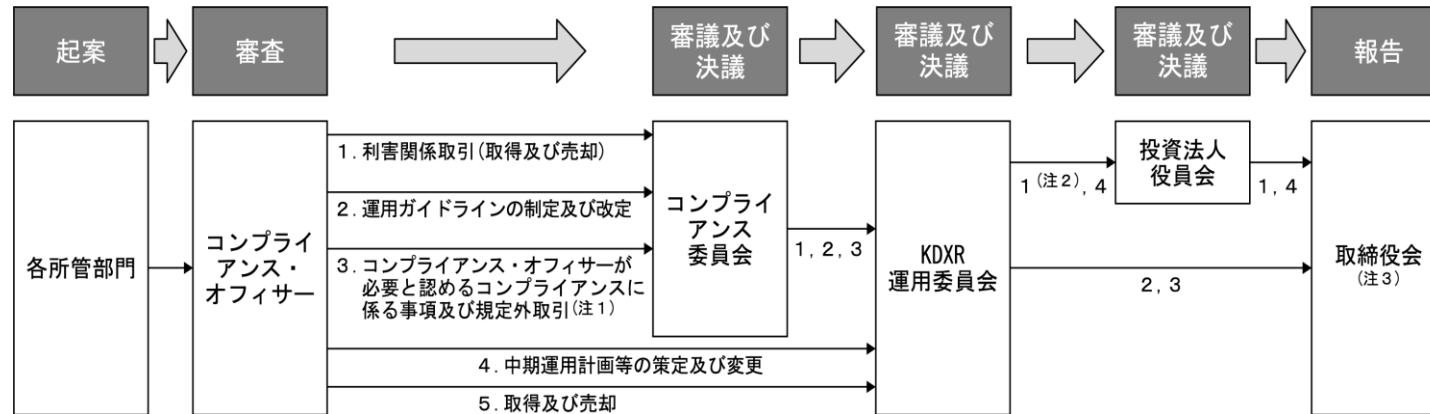 起案
審査
審議及び
決議
審議及び
決議
審議及び
決議
報告
各所管部門
コンプライ
アンス・
オフィサー
1. 利害関係取引(取得及び売却)
2. 運用ガイドラインの制定及び改定
3. コンプライアンス・オフィサーが
必要と認めるコンプライアンスに
係る事項及び規定外取引(注1)
4. 中期運用計画等の策定及び変更
5. 取得及び売却
コンプライ
アンス
委員会
1, 2, 3
KDXR
運用委員会
1(注2), 4
投資法人
役員会
1, 4
2, 3
取締役会
(注3)